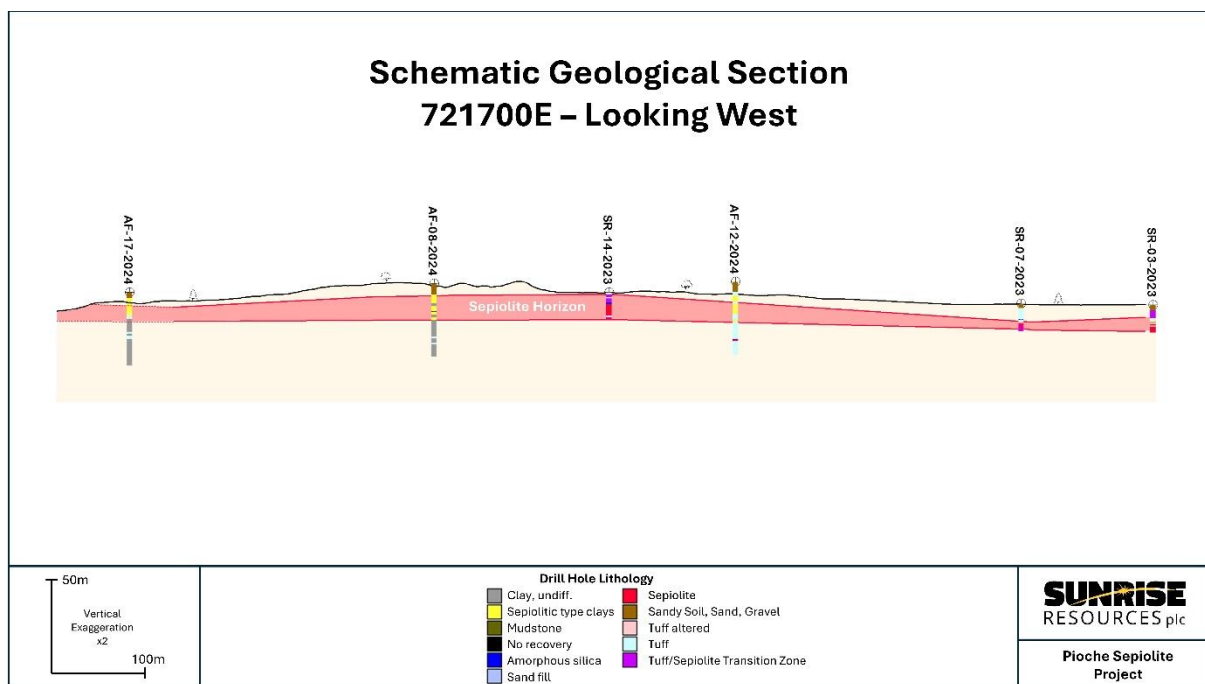 Schematic Geological Section
721700E – Looking West
AF-17-2024
AF-08-2024
SR-14-2023
AF-12-2024
SR-07-2023
SR-03-2023
Sepiolite Horizon
50m
Vertical
Exaggeration
x2
100m
Drill Hole Lithology
Clay, undiff.
Sepiolitic type clays
Mudstone
No recovery
Amorphous silica
Sand fill
Sepiolite
Sandy Soil, Sand, Gravel
Tuff altered
Tuff
Tuff/Sepiolite Transition Zone
SUNRISE
RESOURCES plc
Pioche Sepiolite
Project